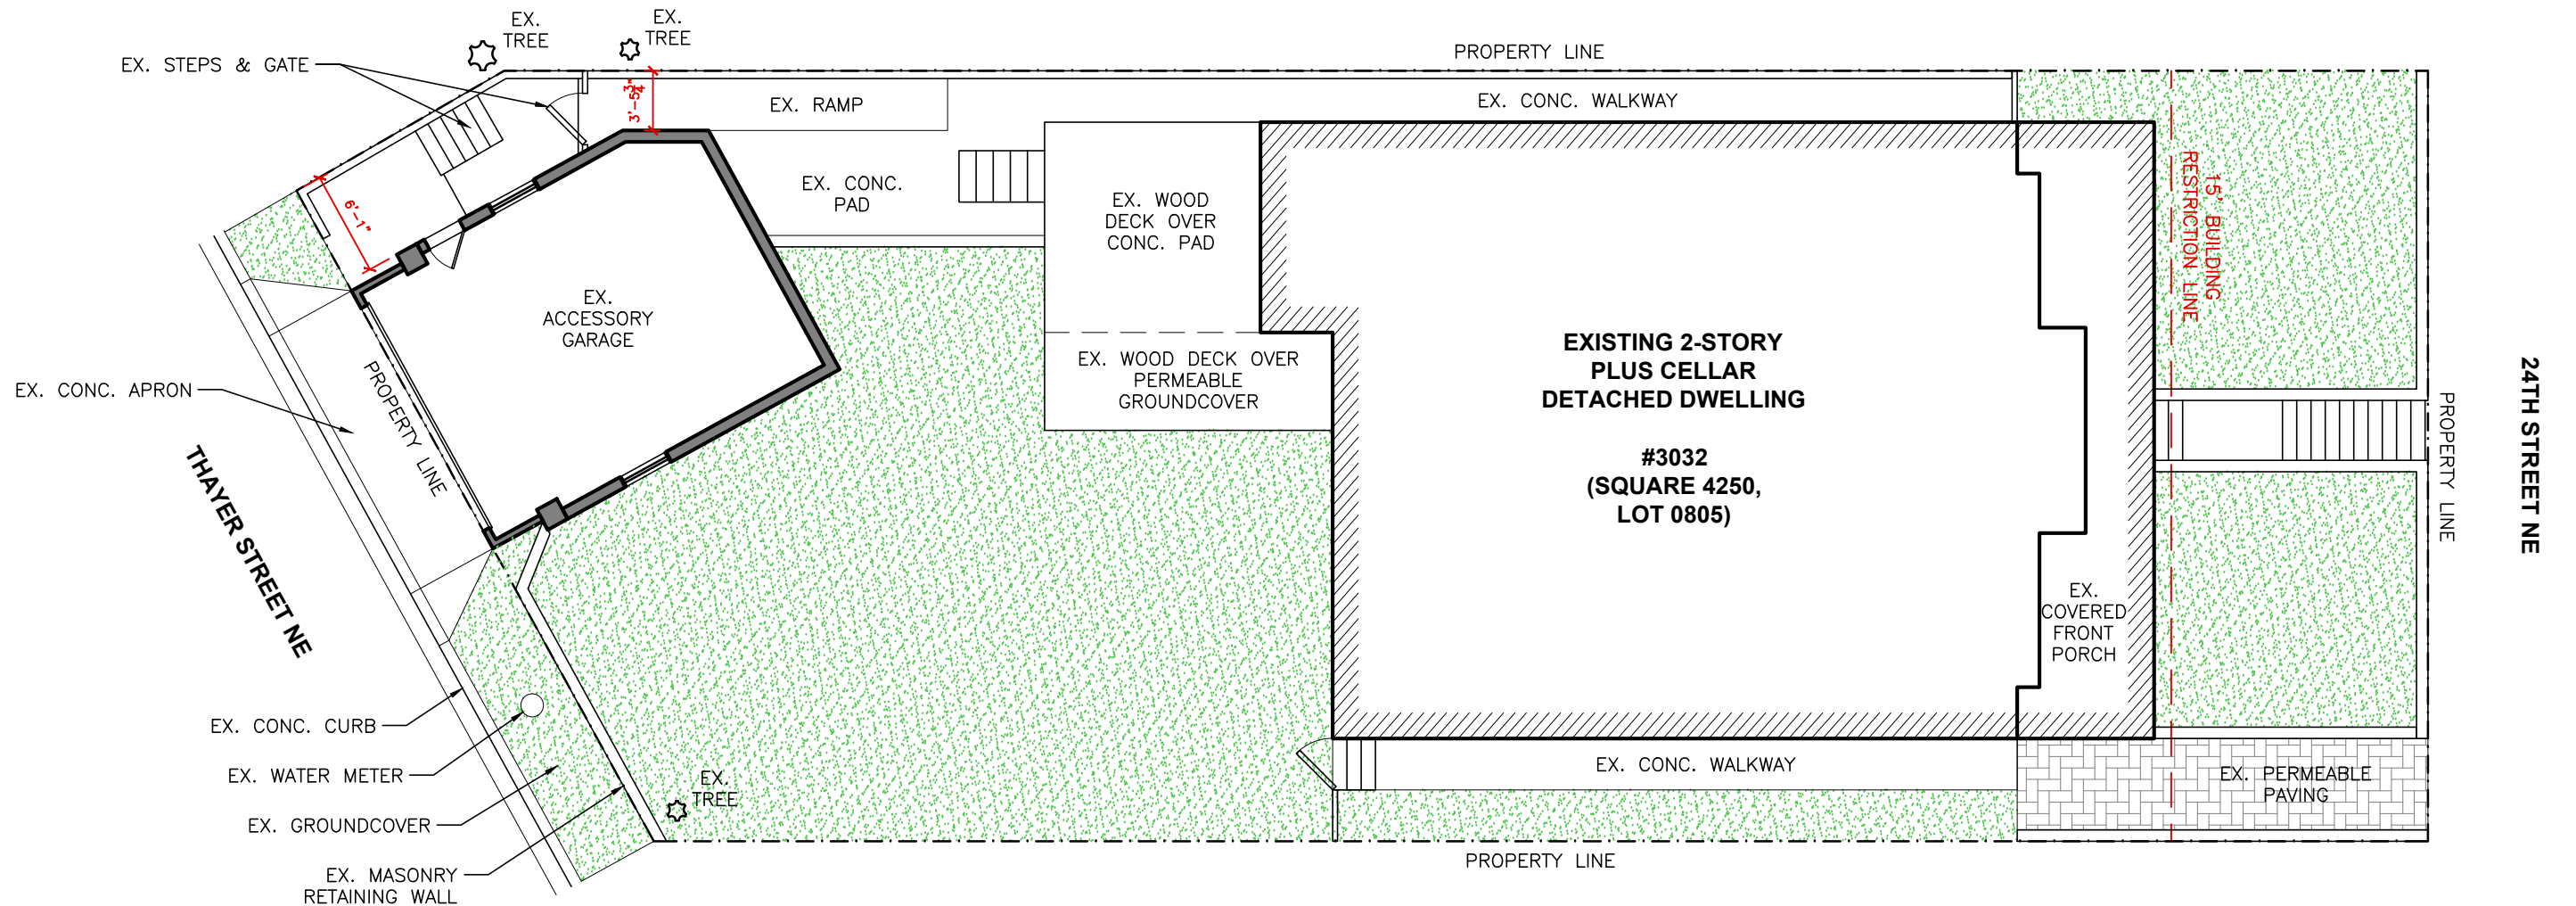 EX.
TREE
EX.
TREE
EX. STEPS & GATE
PROPERTY LINE
3'-5 3/4"
EX. RAMP
EX. CONC. WALKWAY
6'-1"
EX. CONC.
PAD
EX. WOOD
DECK OVER
CONC. PAD
15' BUILDING
RESTRICTION LINE
EX.
ACCESSORY
GARAGE
EX. WOOD DECK OVER
PERMEABLE
GROUNDCOVER
EXISTING 2-STORY
PLUS CELLAR
DETACHED DWELLING
#3032
(SQUARE 4250,
LOT 0805)
EX. CONC. APRON
PROPERTY LINE
THAYER STREET NE
PROPERTY LINE
24TH STREET NE
EX.
COVERED
FRONT
PORCH
EX. CONC. CURB
EX. WATER METER
EX. GROUNDCOVER
EX. MASONRY
RETAINING WALL
EX.
TREE
EX. CONC. WALKWAY
EX. PERMEABLE
PAVING
PROPERTY LINE